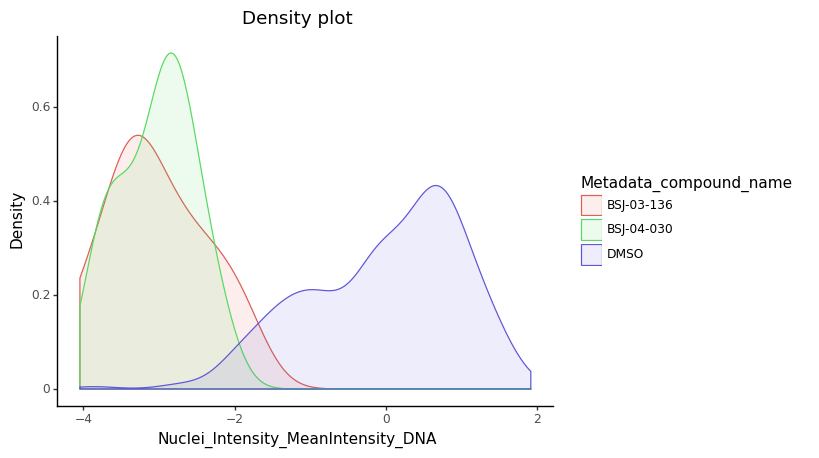 Density plot
Density
0.6
0.4
0.2
0
−4
−2
0
2
Nuclei_Intensity_MeanIntensity_DNA
Metadata_compound_name
BSJ-03-136
BSJ-04-030
DMSO